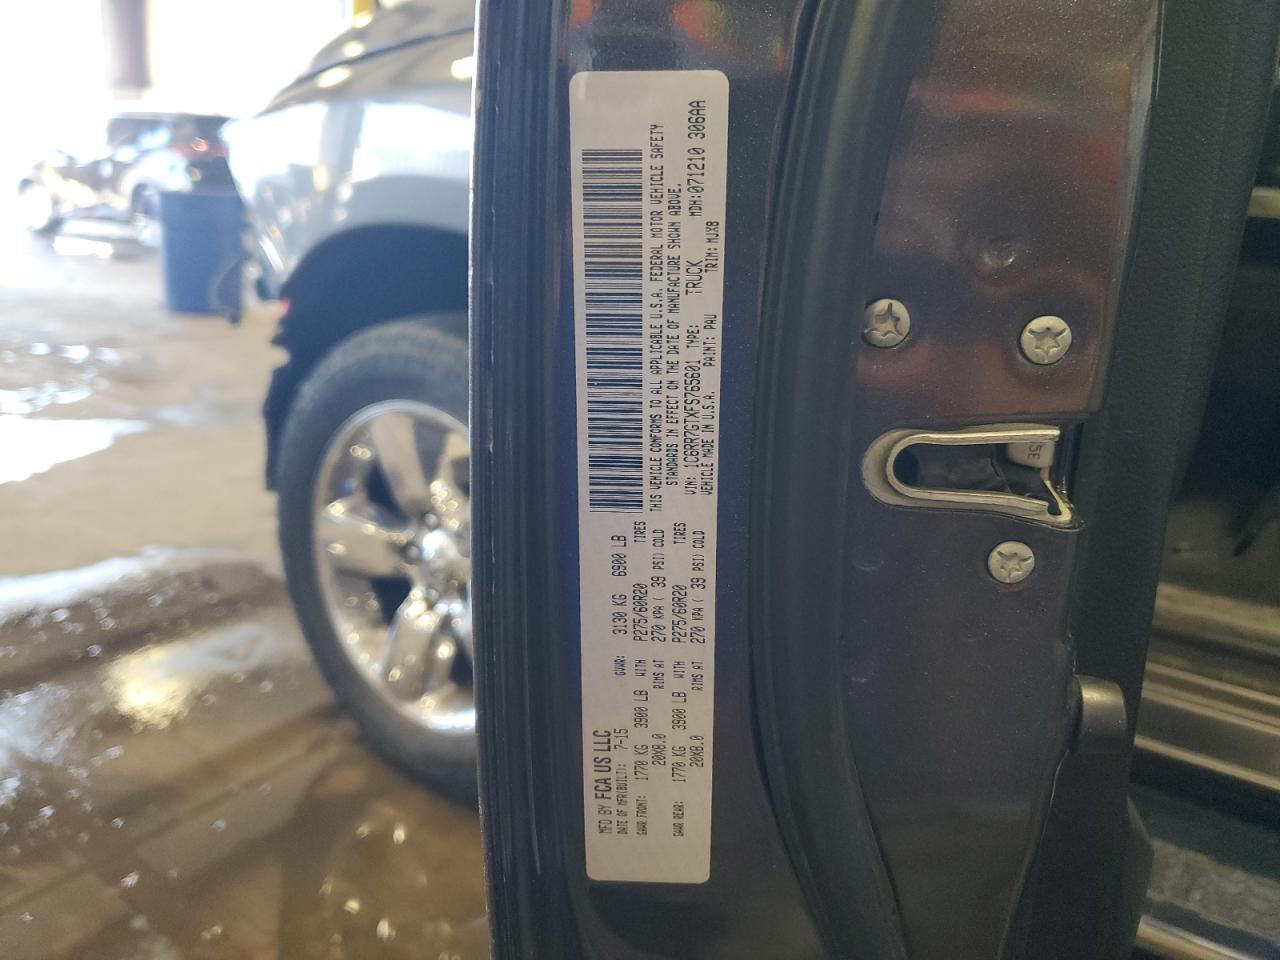 MFD BY FCA US LLC
DATE OF MFR(BUILT): 7-15 GVWR: 3130 KG 6900 LB
GAWR FRONT: 1770 KG 3900 LB WITH P275/60R20 TIRES
20X8.0 RIMS AT 270 KPA ( 39 PSI) COLD
GAWR REAR: 1770 KG 3900 LB WITH P275/60R20 TIRES
20X8.0 RIMS AT 270 KPA ( 39 PSI) COLD
THIS VEHICLE CONFORMS TO ALL APPLICABLE U.S.A. FEDERAL MOTOR VEHICLE SAFETY
STANDARDS IN EFFECT ON THE DATE OF MANUFACTURE SHOWN ABOVE.
VIN: 1C6RR7GTXFS765601 TYPE: TRUCK MDH:071210 306AA
VEHICLE MADE IN U.S.A. PAINT: PAU TRIM: MJX8